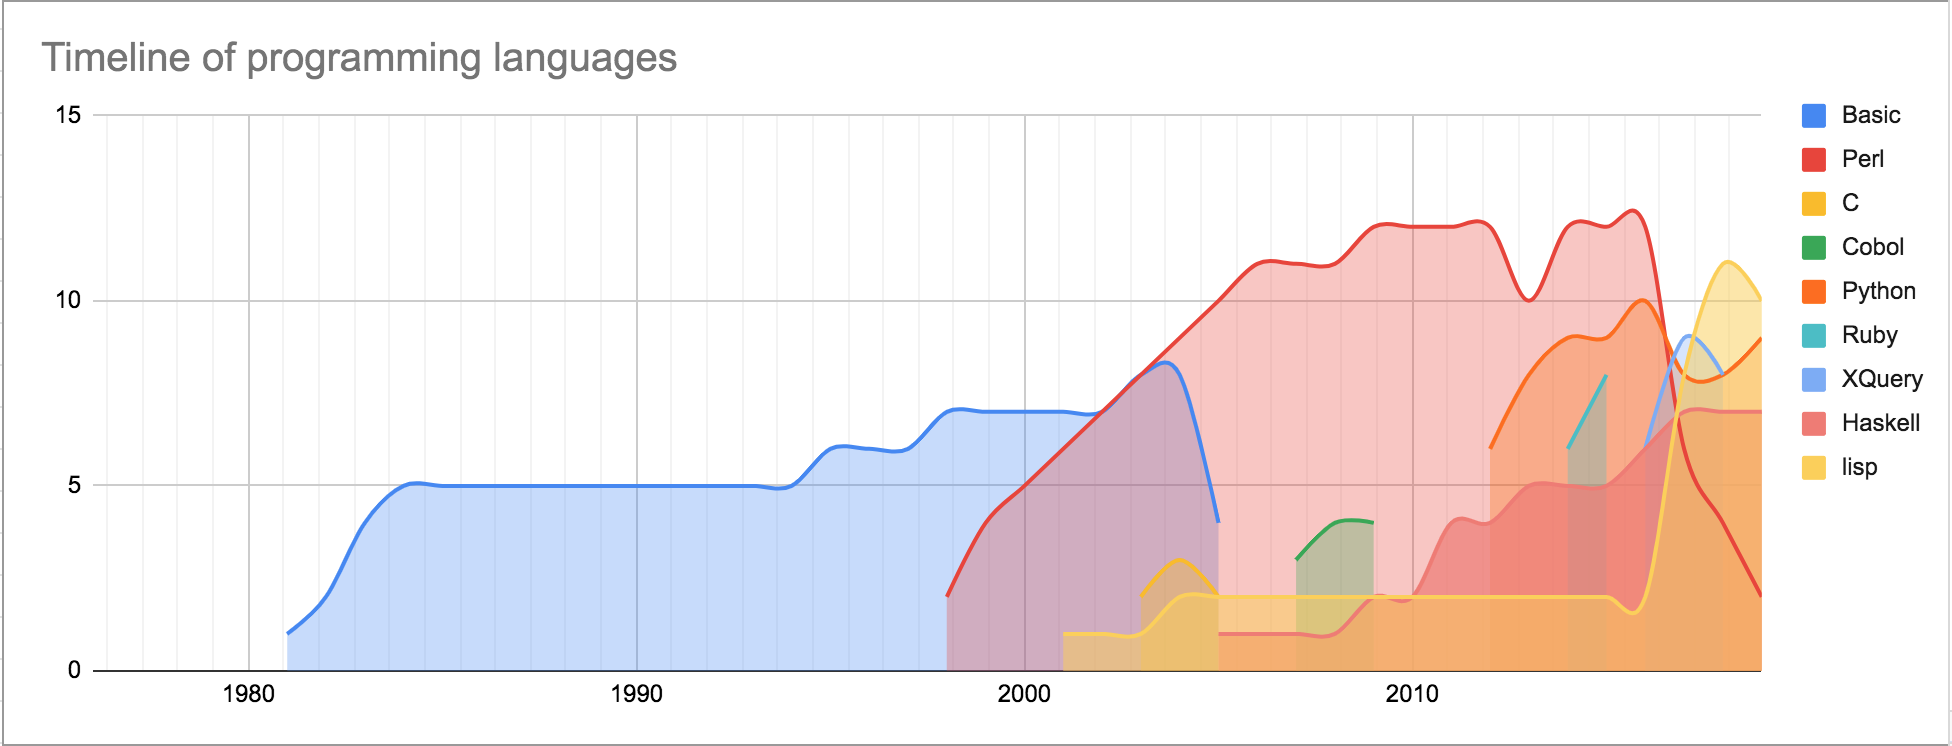 Timeline of programming languages
15
10
5
0
1980 1990 2000 2010
Basic
Perl
C
Cobol
Python
Ruby
XQuery
Haskell
lisp